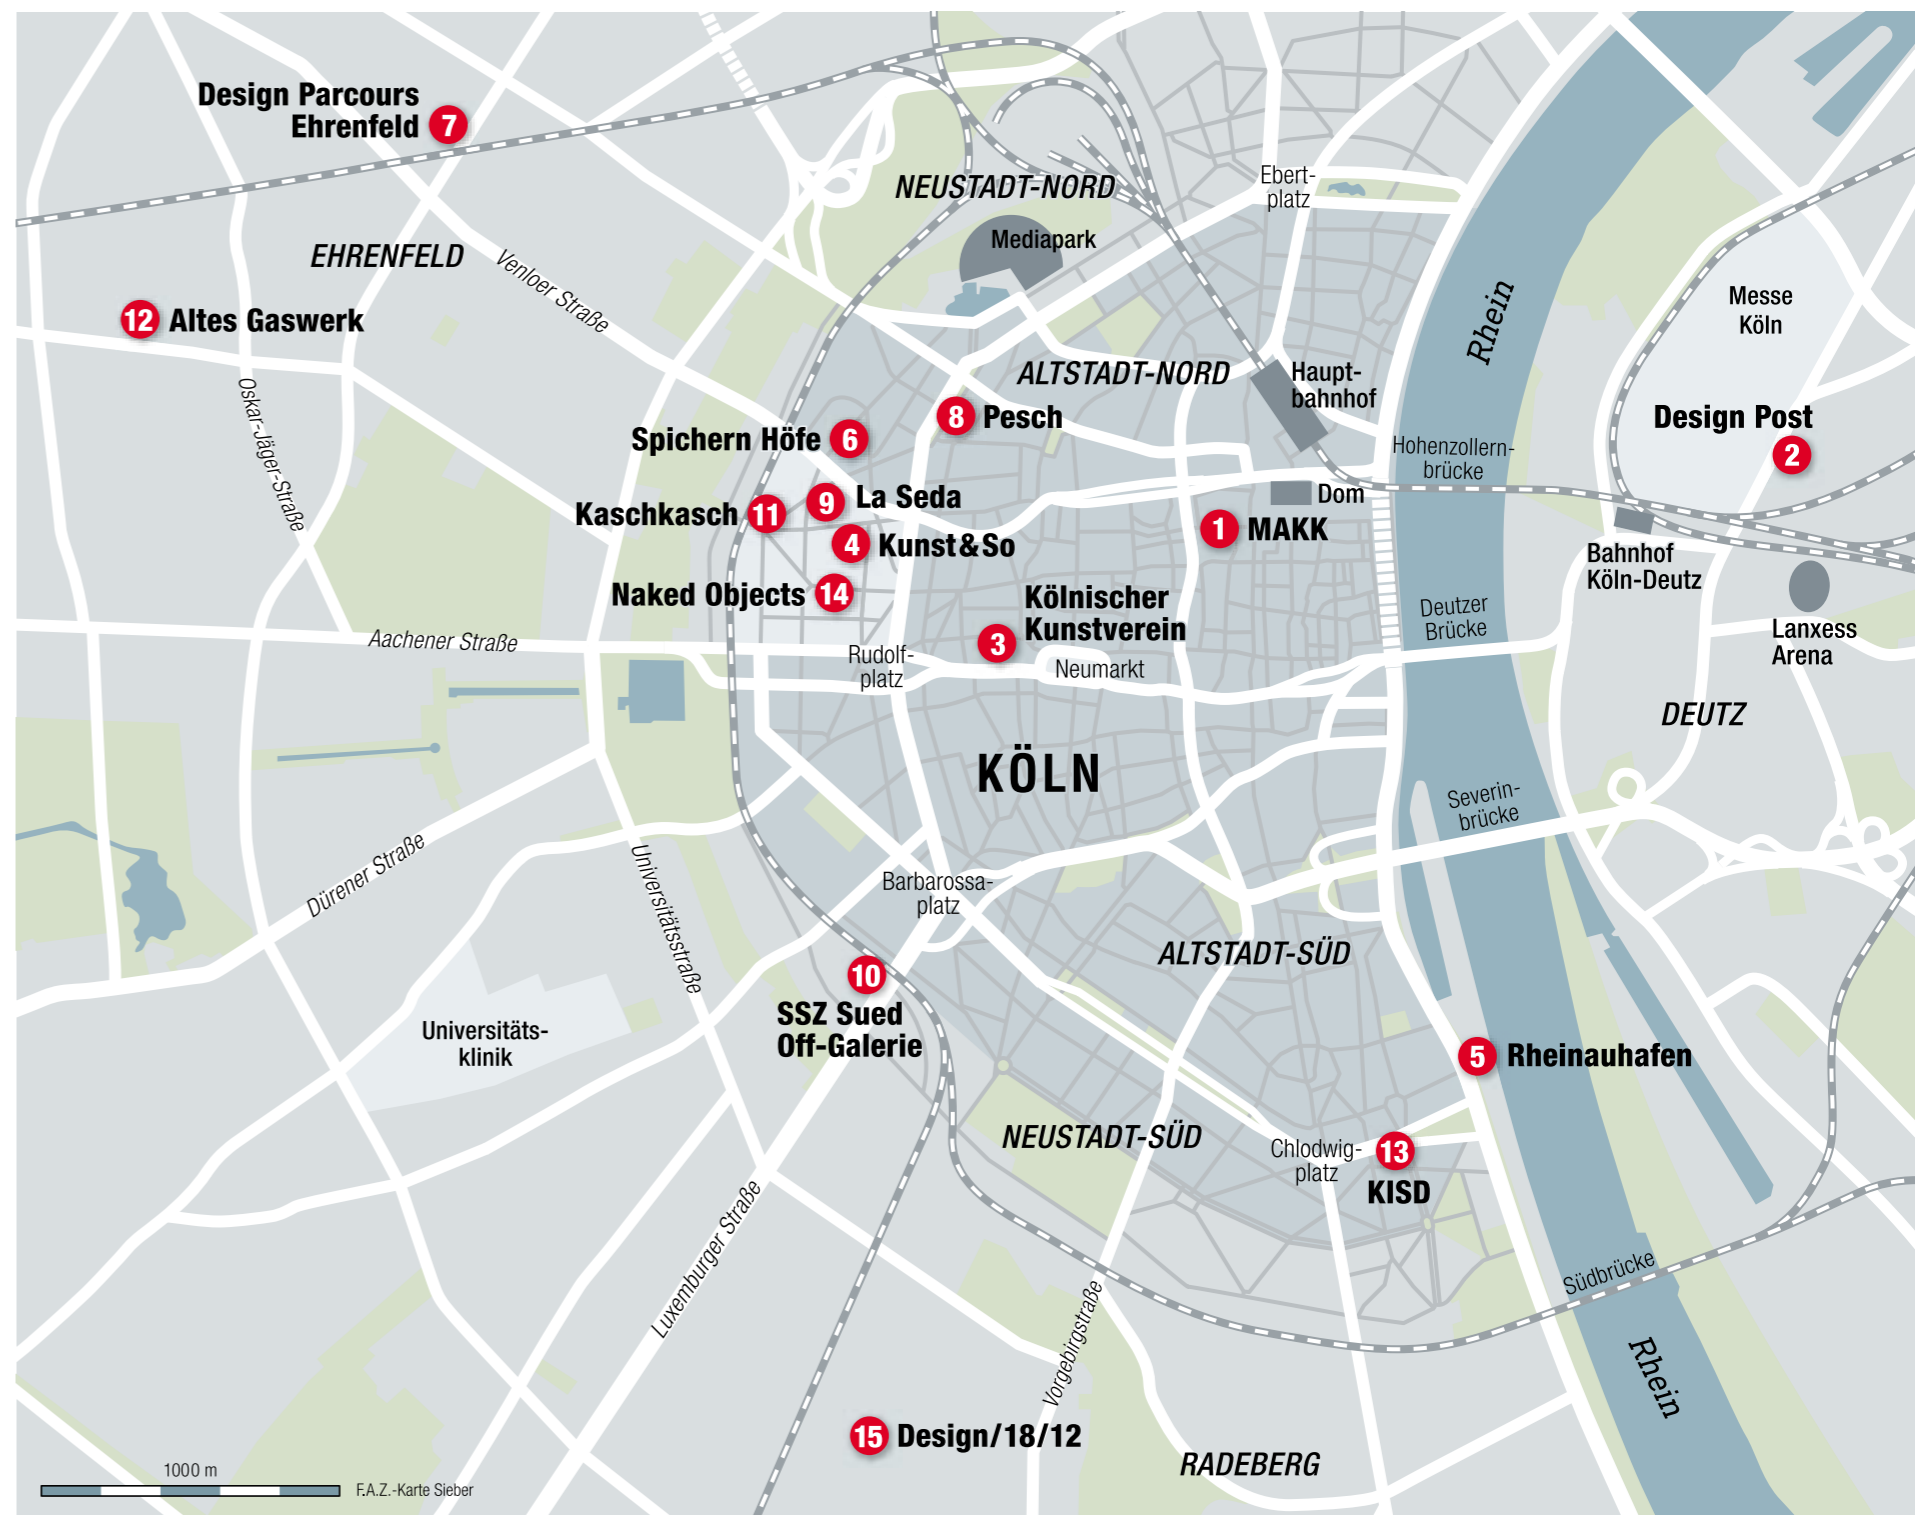 Design Parcours
Ehrenfeld
7
NEUSTADT-NORD
Ebert-
platz
Mediapark
EHRENFELD
Venloer Straße
Rhein
Messe
Köln
12 Altes Gaswerk
Oskar-Jäger-Straße
ALTSTADT-NORD
Haupt-
bahnhof
Design Post
2
Spichern Höfe 6
8 Pesch
Hohenzollern-
brücke
Dom
Kaschkasch 11
9 La Seda
4 Kunst&So
1 MAKK
Bahnhof
Köln-Deutz
Naked Objects 14
Kölnischer
Kunstverein
3
Deutzer
Brücke
Lanxess
Arena
Aachener Straße
Rudolf-
platz
Neumarkt
DEUTZ
KÖLN
Severin-
brücke
Dürener Straße
Universitätsstraße
Barbarossa-
platz
ALTSTADT-SÜD
10
SSZ Sued
Off-Galerie
Universitäts-
klinik
5 Rheinauhafen
NEUSTADT-SÜD
Chlodwig-
platz
13
KISD
Luxemburger Straße
Südbrücke
Vorgebirgstraße
Rhein
15 Design/18/12
RADEBERG
1000 m
F.A.Z.-Karte Sieber